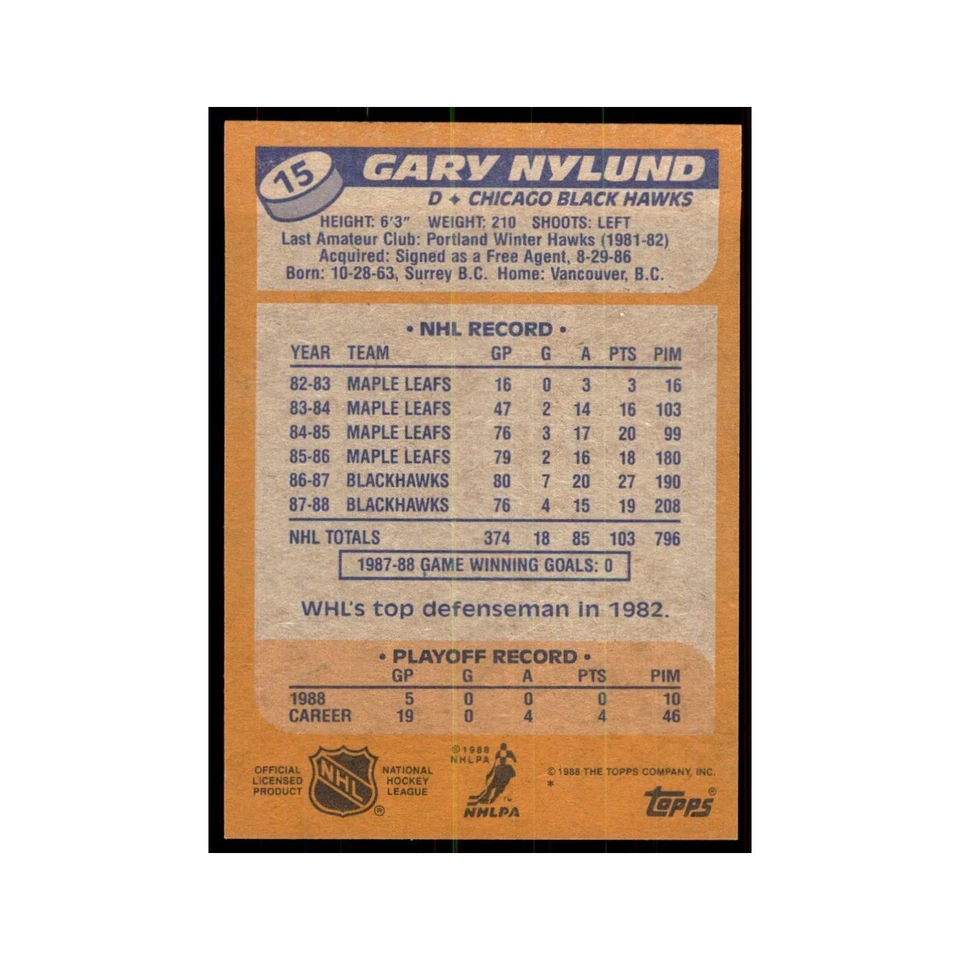 15
GARY NYLUND
D ✦ CHICAGO BLACK HAWKS
HEIGHT: 6'3" WEIGHT: 210 SHOOTS: LEFT
Last Amateur Club: Portland Winter Hawks (1981-82)
Acquired: Signed as a Free Agent, 8-29-86
Born: 10-28-63, Surrey B.C. Home: Vancouver, B.C.
• NHL RECORD •
YEAR TEAM GP G A PTS PIM
82-83 MAPLE LEAFS 16 0 3 3 16
83-84 MAPLE LEAFS 47 2 14 16 103
84-85 MAPLE LEAFS 76 3 17 20 99
85-86 MAPLE LEAFS 79 2 16 18 180
86-87 BLACKHAWKS 80 7 20 27 190
87-88 BLACKHAWKS 76 4 15 19 208
NHL TOTALS 374 18 85 103 796
1987-88 GAME WINNING GOALS: 0
WHL's top defenseman in 1982.
• PLAYOFF RECORD •
GP G A PTS PIM
1988 5 0 0 0 10
CAREER 19 0 4 4 46
OFFICIAL LICENSED PRODUCT
NHL ®
NATIONAL HOCKEY LEAGUE
©1988 NHLPA
™
NHLPA
© 1988 THE TOPPS COMPANY, INC.
*
topps ®